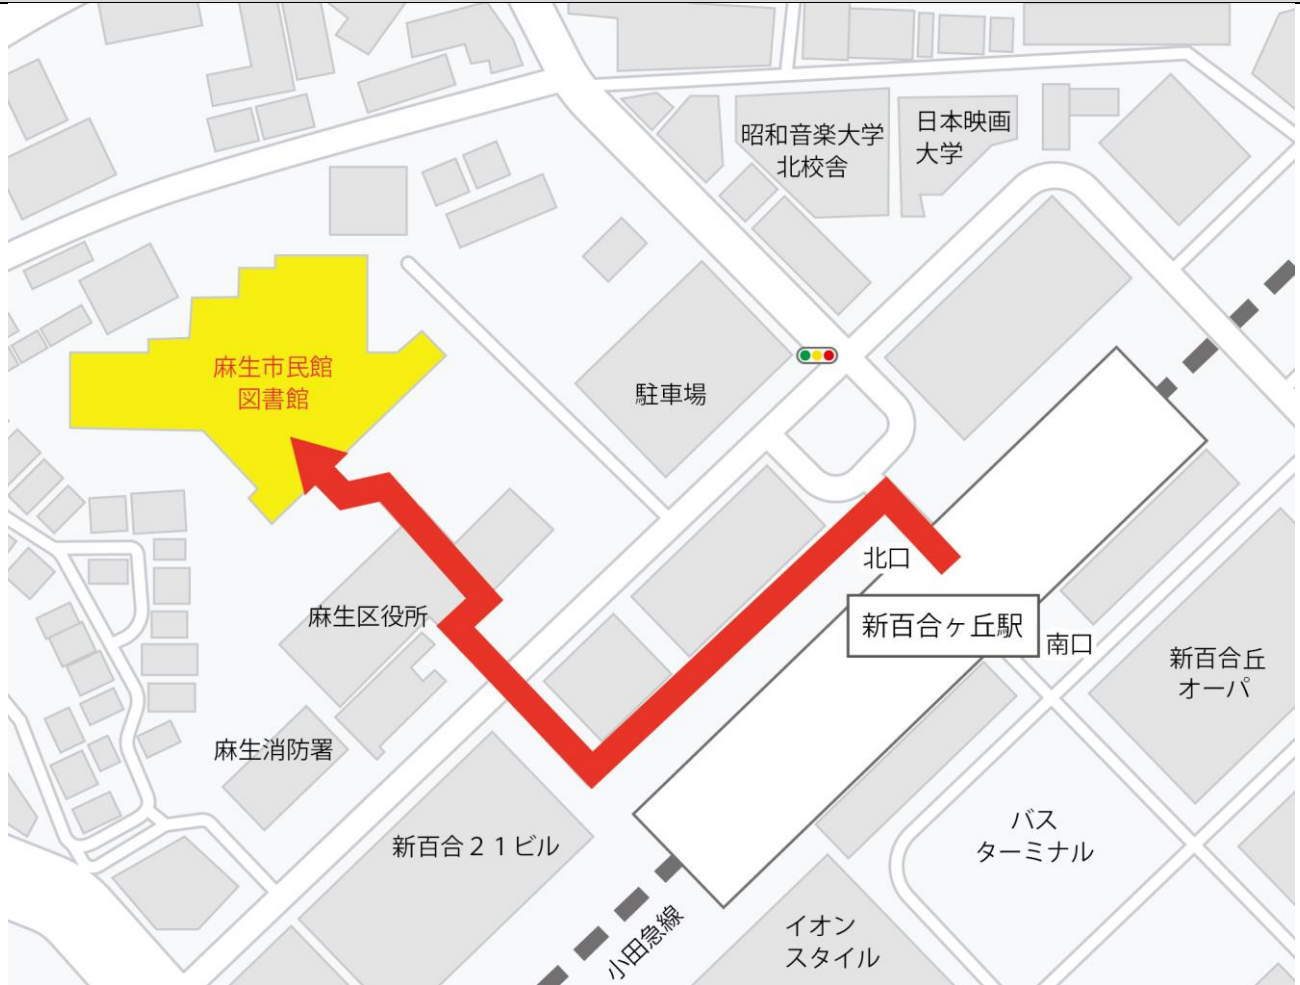 昭和音楽大学
北校舎
日本映画
大学
麻生市民館
図書館
駐車場
北口
麻生区役所
新百合ヶ丘駅
南口
新百合丘
オーパ
麻生消防署
新百合２１ビル
バス
ターミナル
小田急線
イオン
スタイル